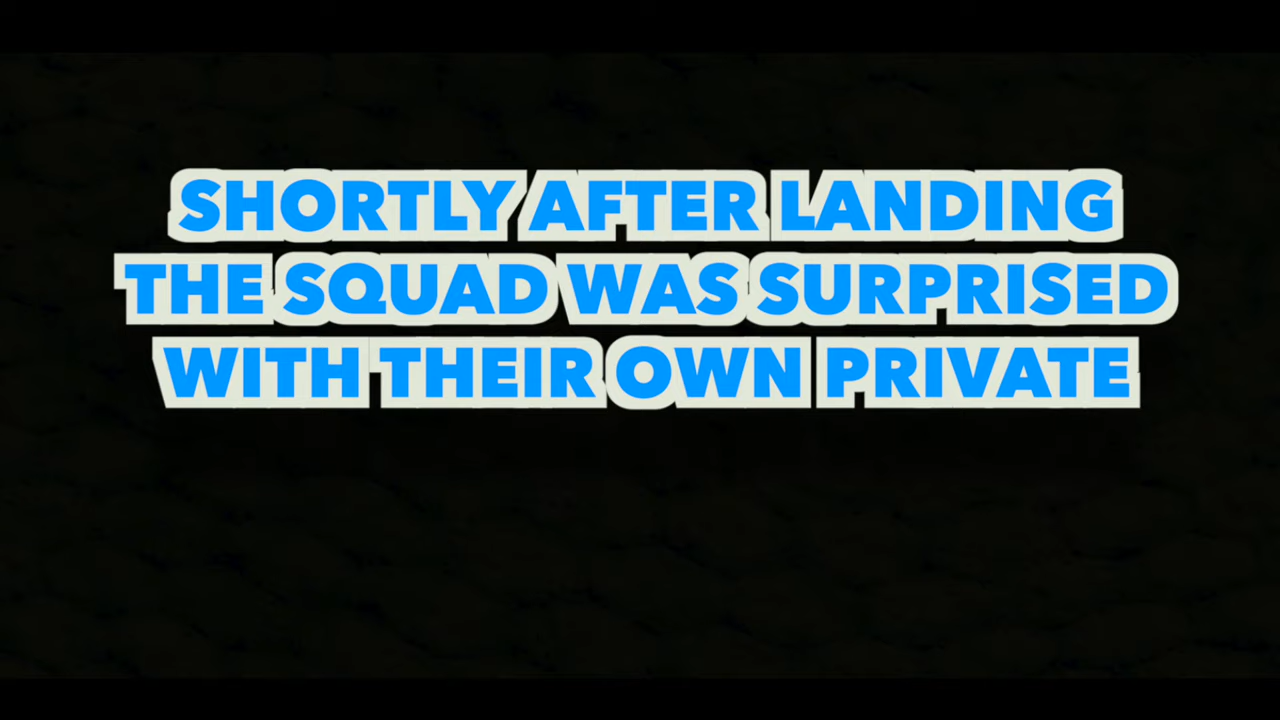 SHORTLY AFTER LANDING
THE SQUAD WAS SURPRISED
WITH THEIR OWN PRIVATE